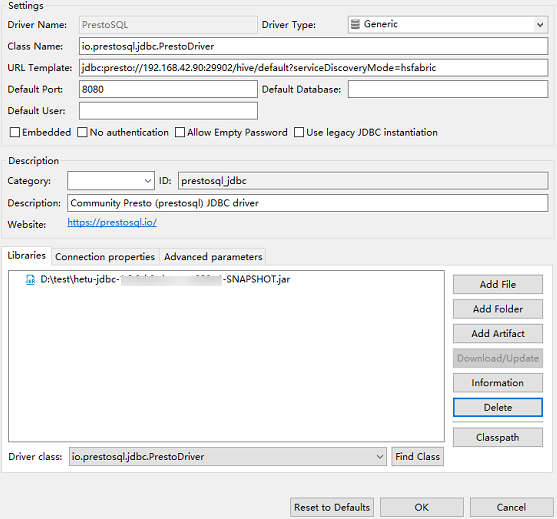 Settings
Driver Name: PrestoSQL Driver Type: Generic
Class Name: io.prestosql.jdbc.PrestoDriver
URL Template: jdbc:presto://192.168.42.90:29902/hive/default?serviceDiscoveryMode=hsfabric
Default Port: 8080 Default Database:
Default User:
Embedded No authentication Allow Empty Password Use legacy JDBC instantiation
Description
Category: ID: prestosql_jdbc
Description: Community Presto (prestosql) JDBC driver
Website: https://prestosql.io/
Libraries Connection properties Advanced parameters
D:\test\hetu-jdbc- -SNAPSHOT.jar
Add File
Add Folder
Add Artifact
Download/Update
Information
Delete
Classpath
Driver class: io.prestosql.jdbc.PrestoDriver Find Class
Reset to Defaults OK Cancel